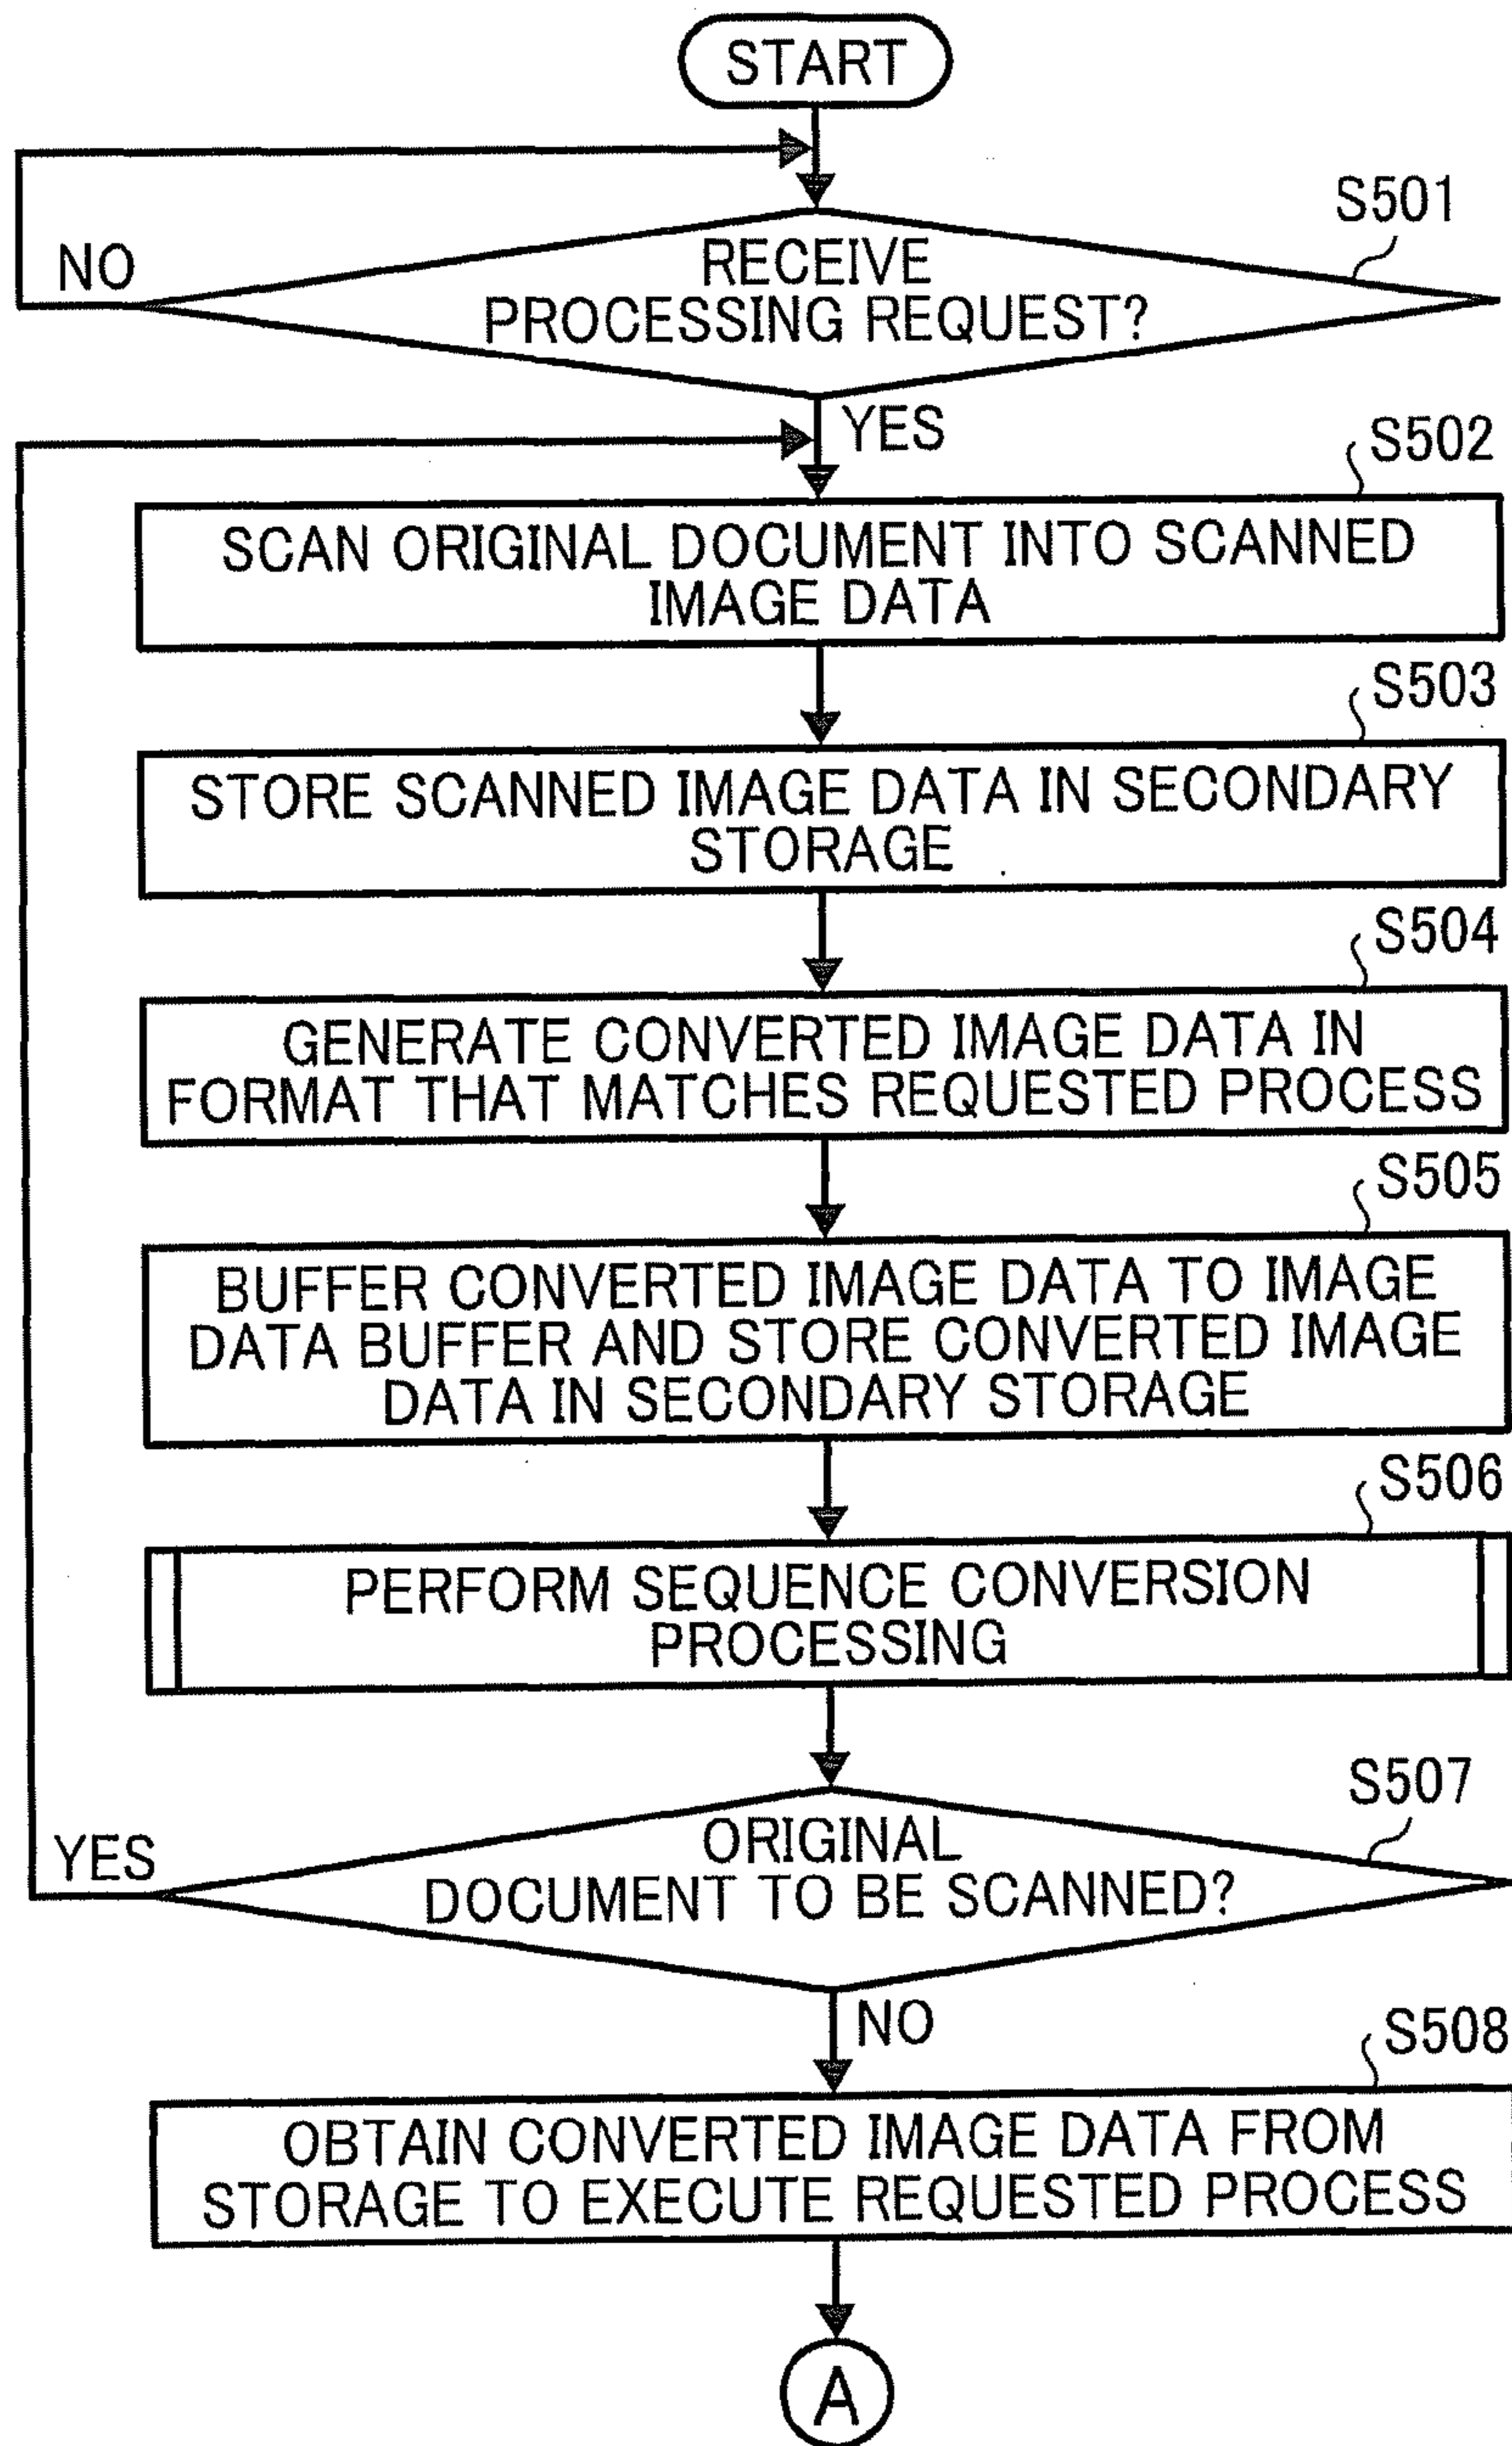 START
S501
NO
RECEIVE
PROCESSING REQUEST?
YES
S502
SCAN ORIGINAL DOCUMENT INTO SCANNED
IMAGE DATA
S503
STORE SCANNED IMAGE DATA IN SECONDARY
STORAGE
S504
GENERATE CONVERTED IMAGE DATA IN
FORMAT THAT MATCHES REQUESTED PROCESS
S505
BUFFER CONVERTED IMAGE DATA TO IMAGE
DATA BUFFER AND STORE CONVERTED IMAGE
DATA IN SECONDARY STORAGE
S506
PERFORM SEQUENCE CONVERSION
PROCESSING
S507
YES
ORIGINAL
DOCUMENT TO BE SCANNED?
NO
S508
OBTAIN CONVERTED IMAGE DATA FROM
STORAGE TO EXECUTE REQUESTED PROCESS
A